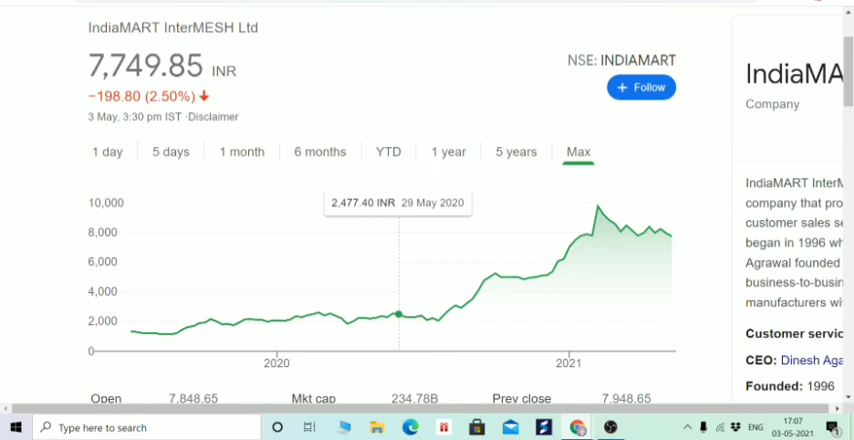 IndiaMART InterMESH Ltd
7,749.85 INR
−198.80 (2.50%)
3 May, 3:30 pm IST ·Disclaimer
NSE: INDIAMART
+ Follow
1 day 5 days 1 month 6 months YTD 1 year 5 years Max
2,477.40 INR 29 May 2020
10,000
8,000
6,000
4,000
2,000
0
2020 2021
Open 7,848.65 Mkt cap 234.78B Prev close 7,948.65
IndiaMA
Company
IndiaMART InterM
company that pro
customer sales se
began in 1996 wh
Agrawal founded
business-to-busin
manufacturers wi
Customer servic
CEO: Dinesh Aga
Founded: 1996
Type here to search
ENG
17:07
03-05-2021